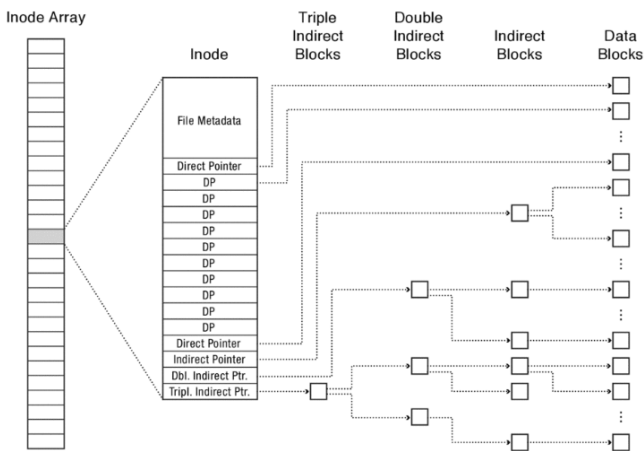 Inode Array
Inode
Triple
Indirect
Blocks
Double
Indirect
Blocks
Indirect
Blocks
Data
Blocks
File Metadata
Direct Pointer
DP
DP
DP
DP
DP
DP
DP
DP
DP
DP
Direct Pointer
Indirect Pointer
Dbl. Indirect Ptr.
Tripl. Indirect Ptr.